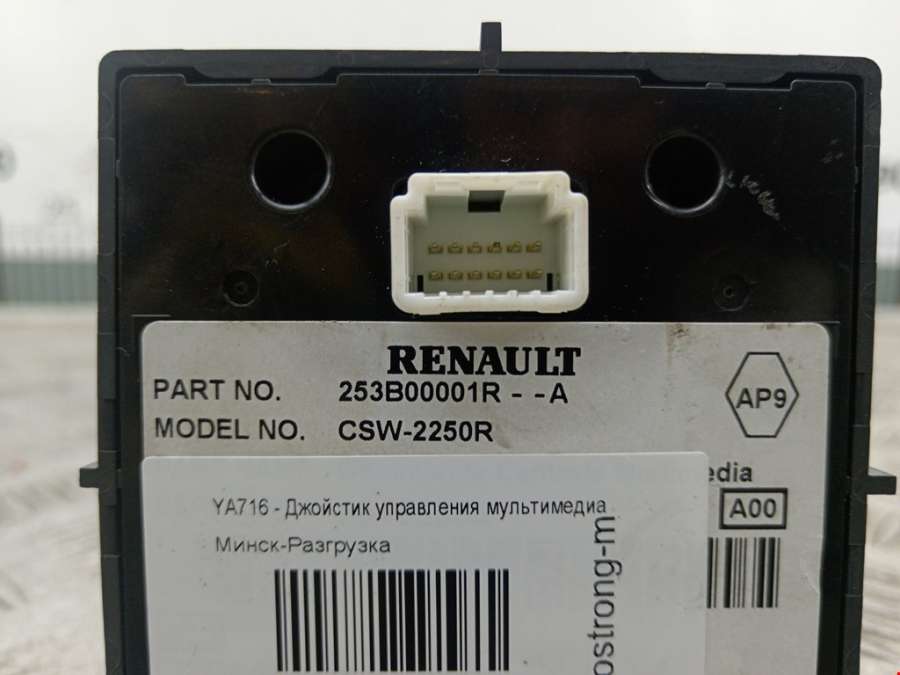 RENAULT
PART NO. 253B00001R - -A
MODEL NO. CSW-2250R
AP9
edia
A00
YA716 - Джойстик управления мультимедиа
Минск-Разгрузка
ostrong-m